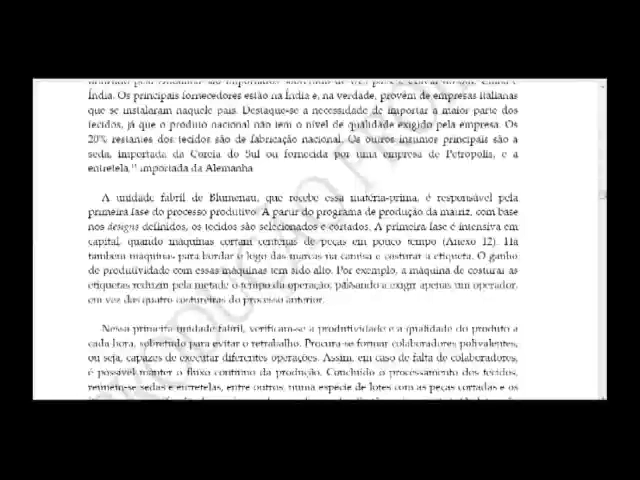 Índia. Os principais fornecedores estão na Índia e, na verdade, provêm de empresas italianas
que se instalaram naquele país. Destaque-se a necessidade de importar a maior parte dos
tecidos, já que o produto nacional não tem o nível de qualidade exigido pela empresa. Os
20% restantes dos tecidos são de fabricação nacional. Os outros insumos principais são a
seda, importada da Coreia do Sul ou fornecida por uma empresa de Petrópolis, e a
entretela, importada da Alemanha
A unidade fabril de Blumenau, que recebe essa matéria-prima, é responsável pela
primeira fase do processo produtivo. A partir do programa de produção da matriz, com base
nos designs definidos, os tecidos são selecionados e cortados. A primeira fase é intensiva em
capital, quando máquinas cortam centenas de peças em pouco tempo (Anexo 12). Há
também máquinas para bordar o logo das marcas na camisa e costurar a etiqueta. O ganho
de produtividade com essas máquinas tem sido alto. Por exemplo, a máquina de costurar as
etiquetas reduziu pela metade o tempo da operação, passando a exigir apenas um operador,
em vez das quatro costureiras do processo anterior.
Nessa primeira unidade fabril, verificam-se a produtividade e a qualidade do produto a
cada hora, sobretudo para evitar o retrabalho. Procura-se formar colaboradores polivalentes,
ou seja, capazes de executar diferentes operações. Assim, em caso de falta de colaboradores,
é possível manter o fluxo contínuo da produção. Concluído o processamento dos tecidos,
reúnem-se sedas e entretelas, entre outros, numa espécie de lotes com as peças cortadas e os